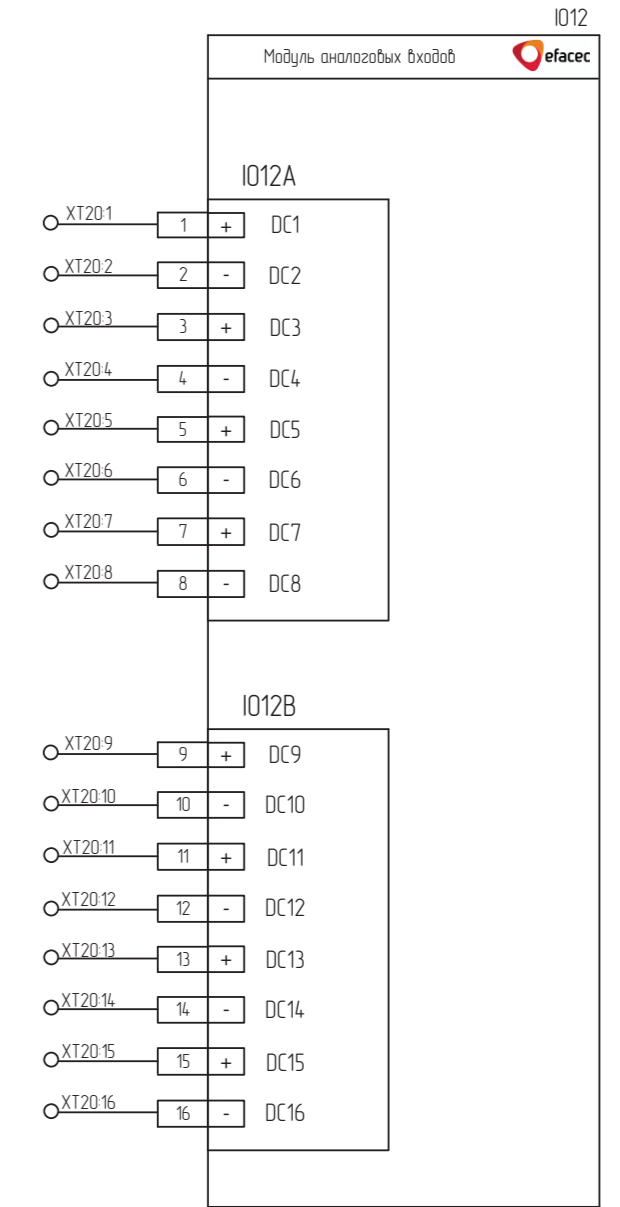 IO12
Модуль аналоговых входов efacec
IO12A
XT20:1 1 + DC1
XT20:2 2 - DC2
XT20:3 3 + DC3
XT20:4 4 - DC4
XT20:5 5 + DC5
XT20:6 6 - DC6
XT20:7 7 + DC7
XT20:8 8 - DC8
IO12B
XT20:9 9 + DC9
XT20:10 10 - DC10
XT20:11 11 + DC11
XT20:12 12 - DC12
XT20:13 13 + DC13
XT20:14 14 - DC14
XT20:15 15 + DC15
XT20:16 16 - DC16